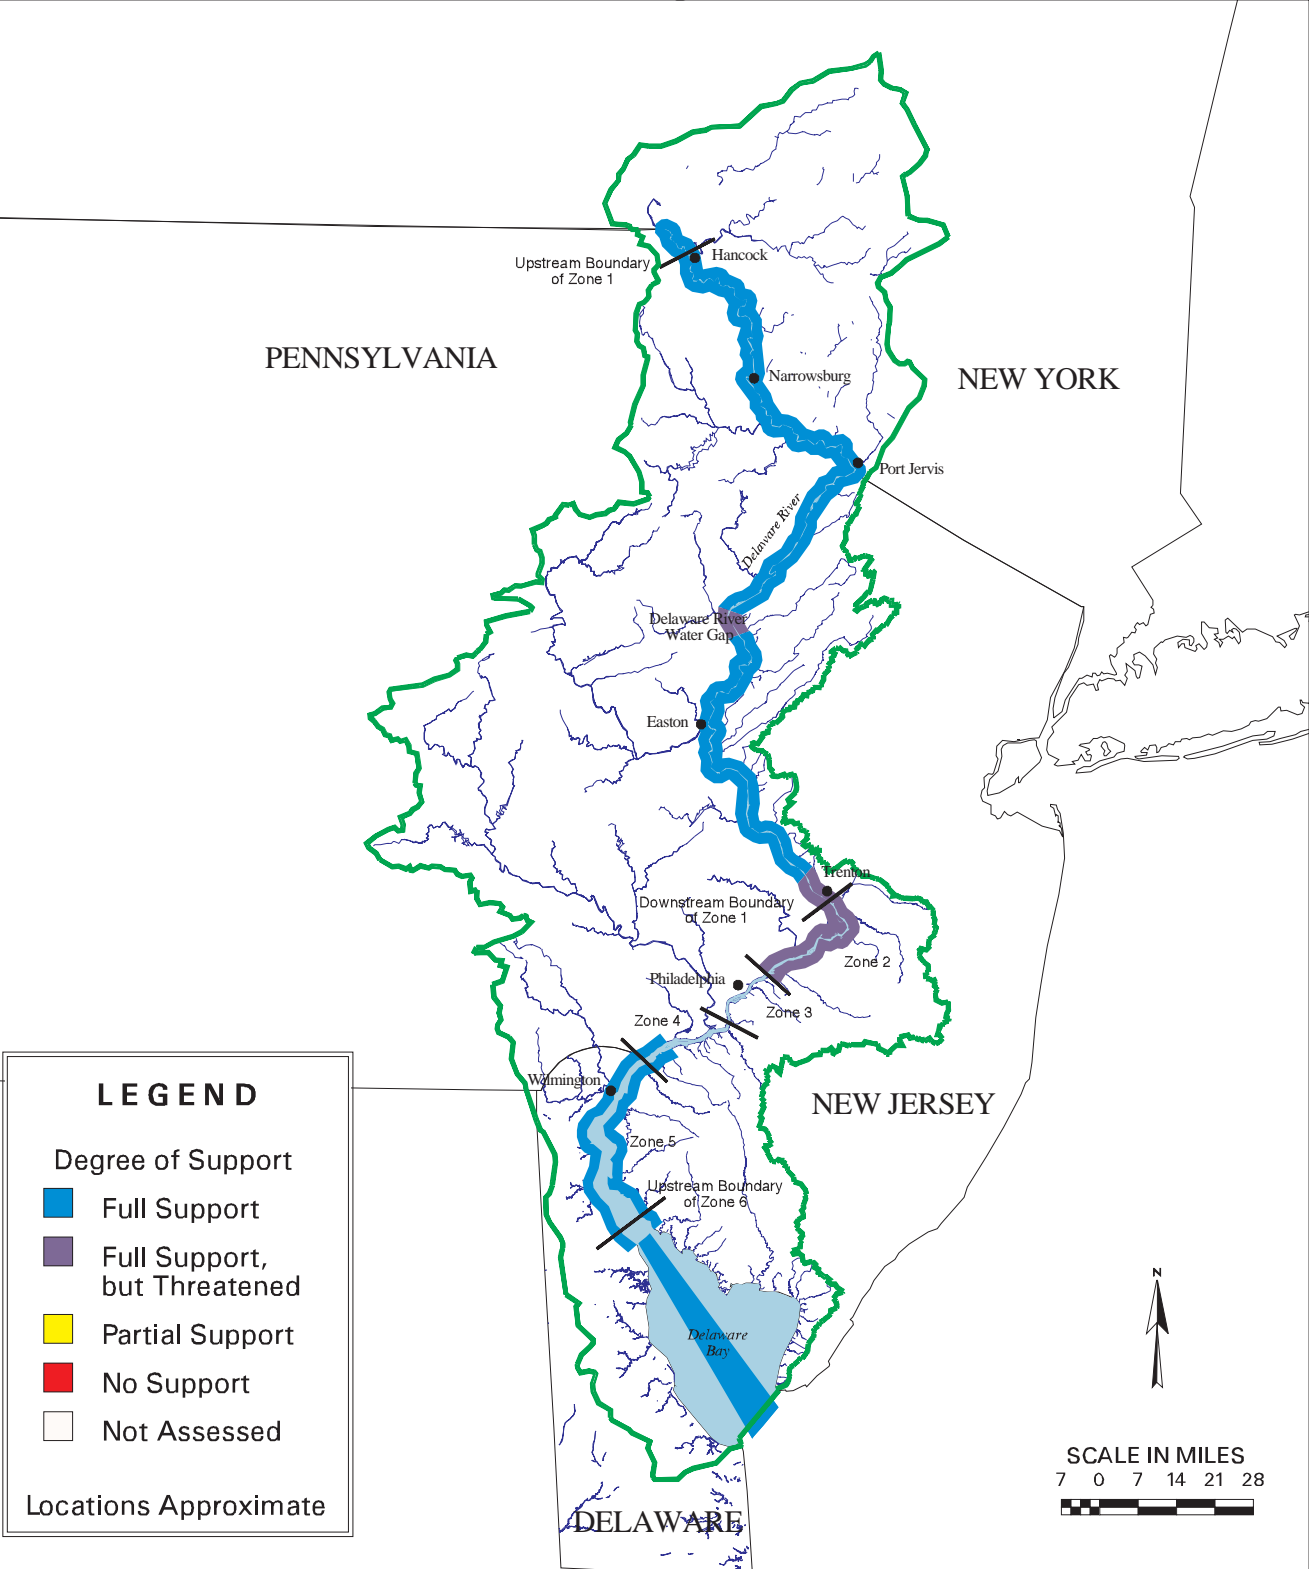 Hancock
Upstream Boundary
of Zone 1
PENNSYLVANIA
Narrowsburg
NEW YORK
Port Jervis
Delaware River
Delaware River
Water Gap
Easton
Trenton
Downstream Boundary
of Zone 1
Zone 2
Philadelphia
Zone 3
Zone 4
Wilmington
NEW JERSEY
Zone 5
Upstream Boundary
of Zone 6
Delaware
Bay
DELAWARE
LEGEND
Degree of Support
Full Support
Full Support,
but Threatened
Partial Support
No Support
Not Assessed
Locations Approximate
N
SCALE IN MILES
7 0 7 14 21 28